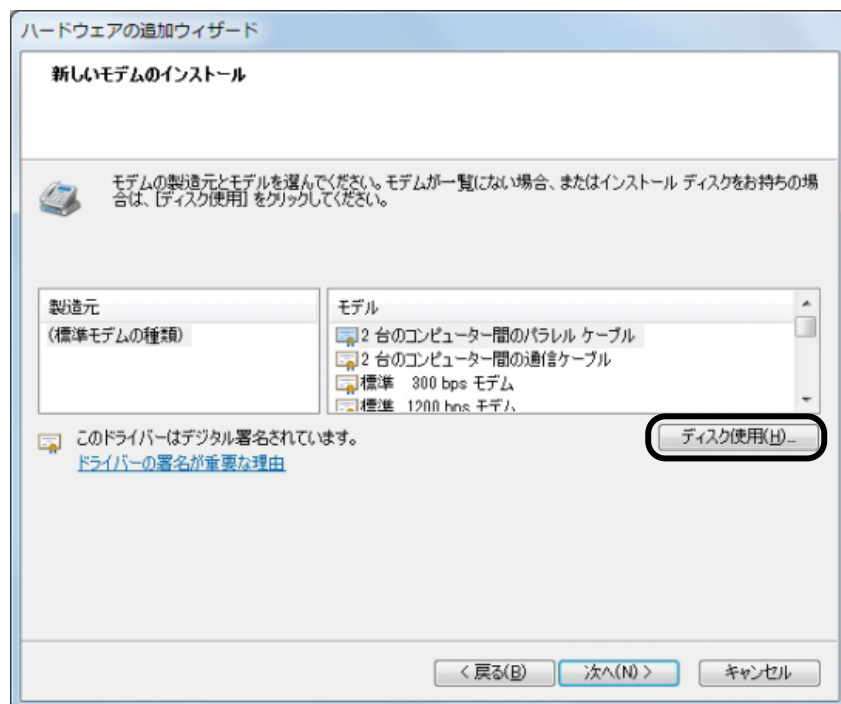 ハードウェアの追加ウィザード
新しいモデムのインストール
モデムの製造元とモデルを選んでください。モデムが一覧にない場合、またはインストール ディスクをお持ちの場
合は、[ディスク使用] をクリックしてください。
製造元
(標準モデムの種類)
モデル
2 台のコンピューター間のパラレル ケーブル
2 台のコンピューター間の通信ケーブル
標準 300 bps モデム
標準 1200 bps モデム
このドライバーはデジタル署名されています。
ドライバーの署名が重要な理由
ディスク使用(H)...
< 戻る(B)
次へ(N) >
キャンセル